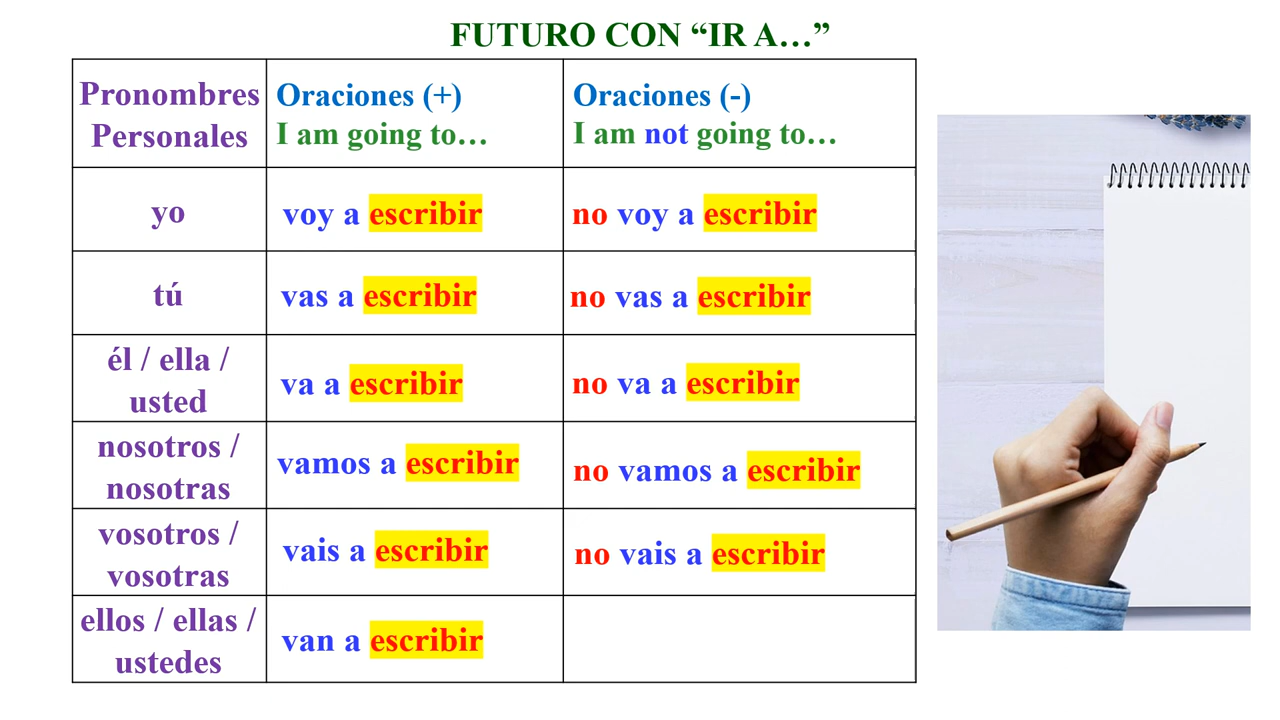 FUTURO CON “IR A…”
Pronombres
Personales
Oraciones (+)
I am going to…
Oraciones (-)
I am not going to…
yo
voy a escribir
no voy a escribir
tú
vas a escribir
no vas a escribir
él / ella /
usted
va a escribir
no va a escribir
nosotros /
nosotras
vamos a escribir
no vamos a escribir
vosotros /
vosotras
vais a escribir
no vais a escribir
ellos / ellas /
ustedes
van a escribir